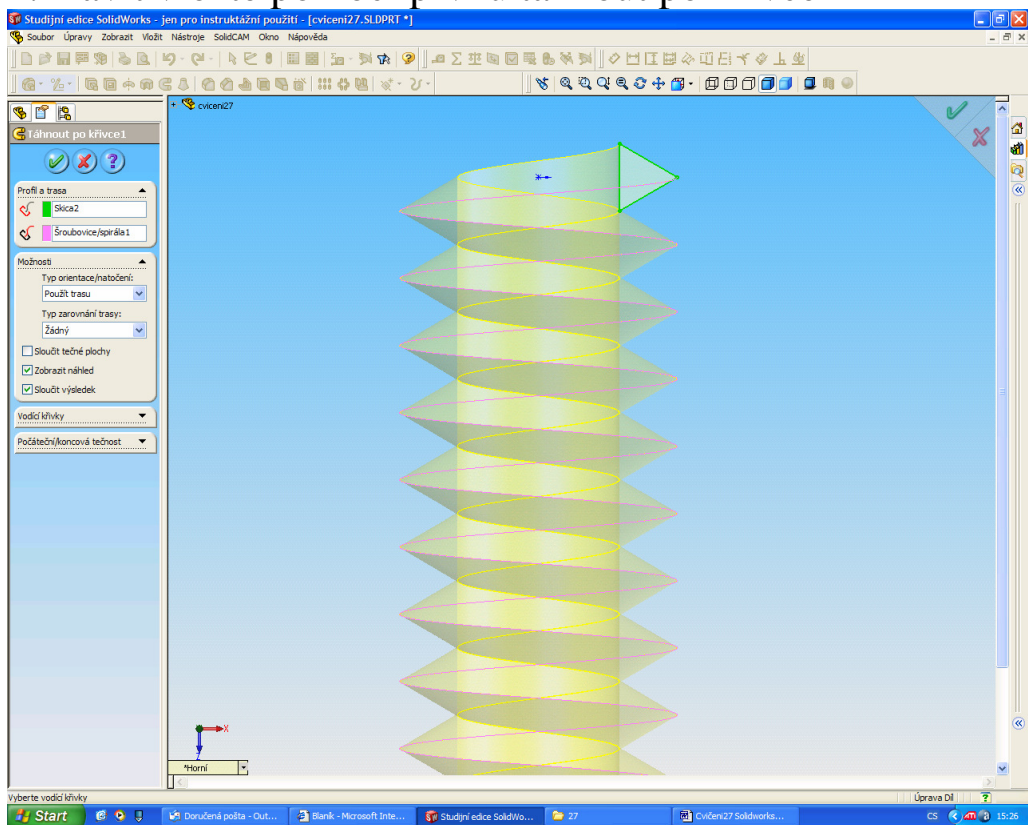 Studijní edice SolidWorks - jen pro instruktážní použití - [cviceni27.SLDPRT *]
Soubor Úpravy Zobrazit Vložit Nástroje SolidCAM Okno Nápověda
cviceni27
Táhnout po křivce1
Profil a trasa
Skica2
Šroubovice/spirála1
Možnosti
Typ orientace/natočení:
Použít trasu
Typ zarovnání trasy:
Žádný
Sloučit tečné plochy
Zobrazit náhled
Sloučit výsledek
Vodící křivky
Počáteční/koncová tečnost
X
Z
*Horní
Vyberte vodící křivky
Úprava Díl
Start
Doručená pošta - Out...
Blaník - Microsoft Inte...
Studijní edice SolidWo...
27
Cvičení27 Solidworks...
CS
15:26